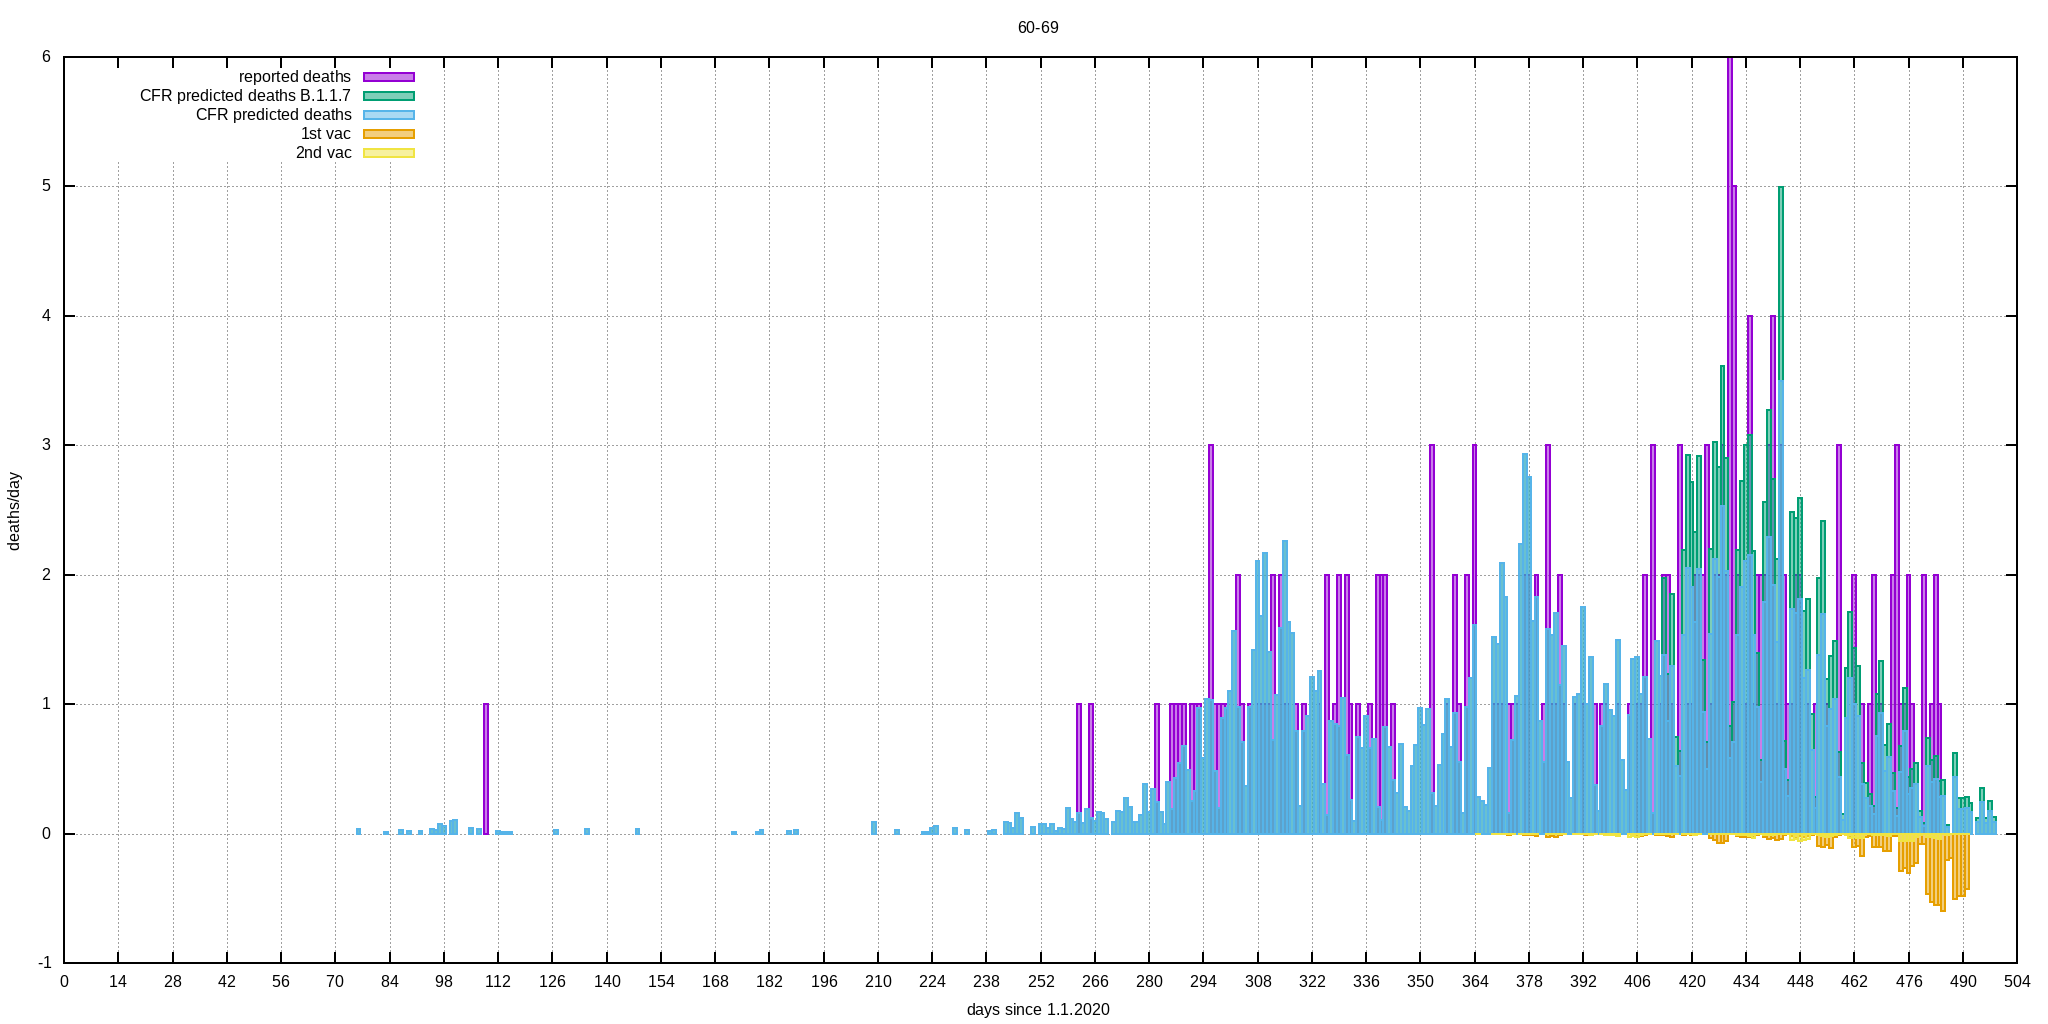 60-69
reported deaths
CFR predicted deaths B.1.1.7
CFR predicted deaths
1st vac
2nd vac
6
5
4
3
2
1
0
-1
deaths/day
0 14 28 42 56 70 84 98 112 126 140 154 168 182 196 210 224 238 252 266 280 294 308 322 336 350 364 378 392 406 420 434 448 462 476 490 504
days since 1.1.2020